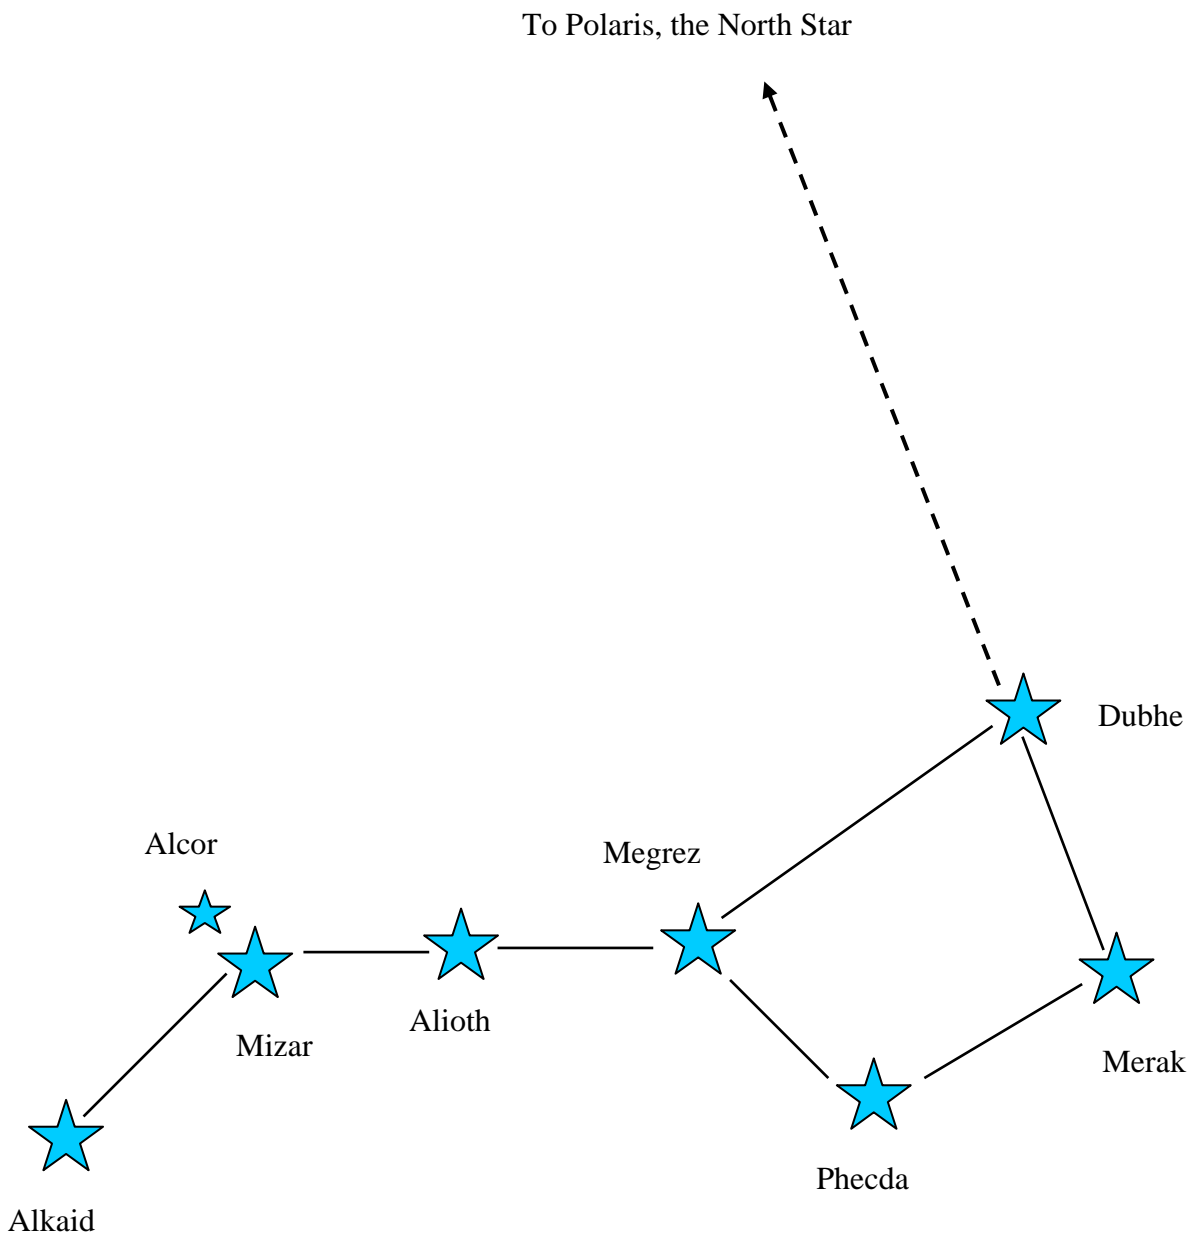 To Polaris, the North Star
Dubhe
Alcor
Megrez
Alioth
Mizar
Merak
Phecda
Alkaid